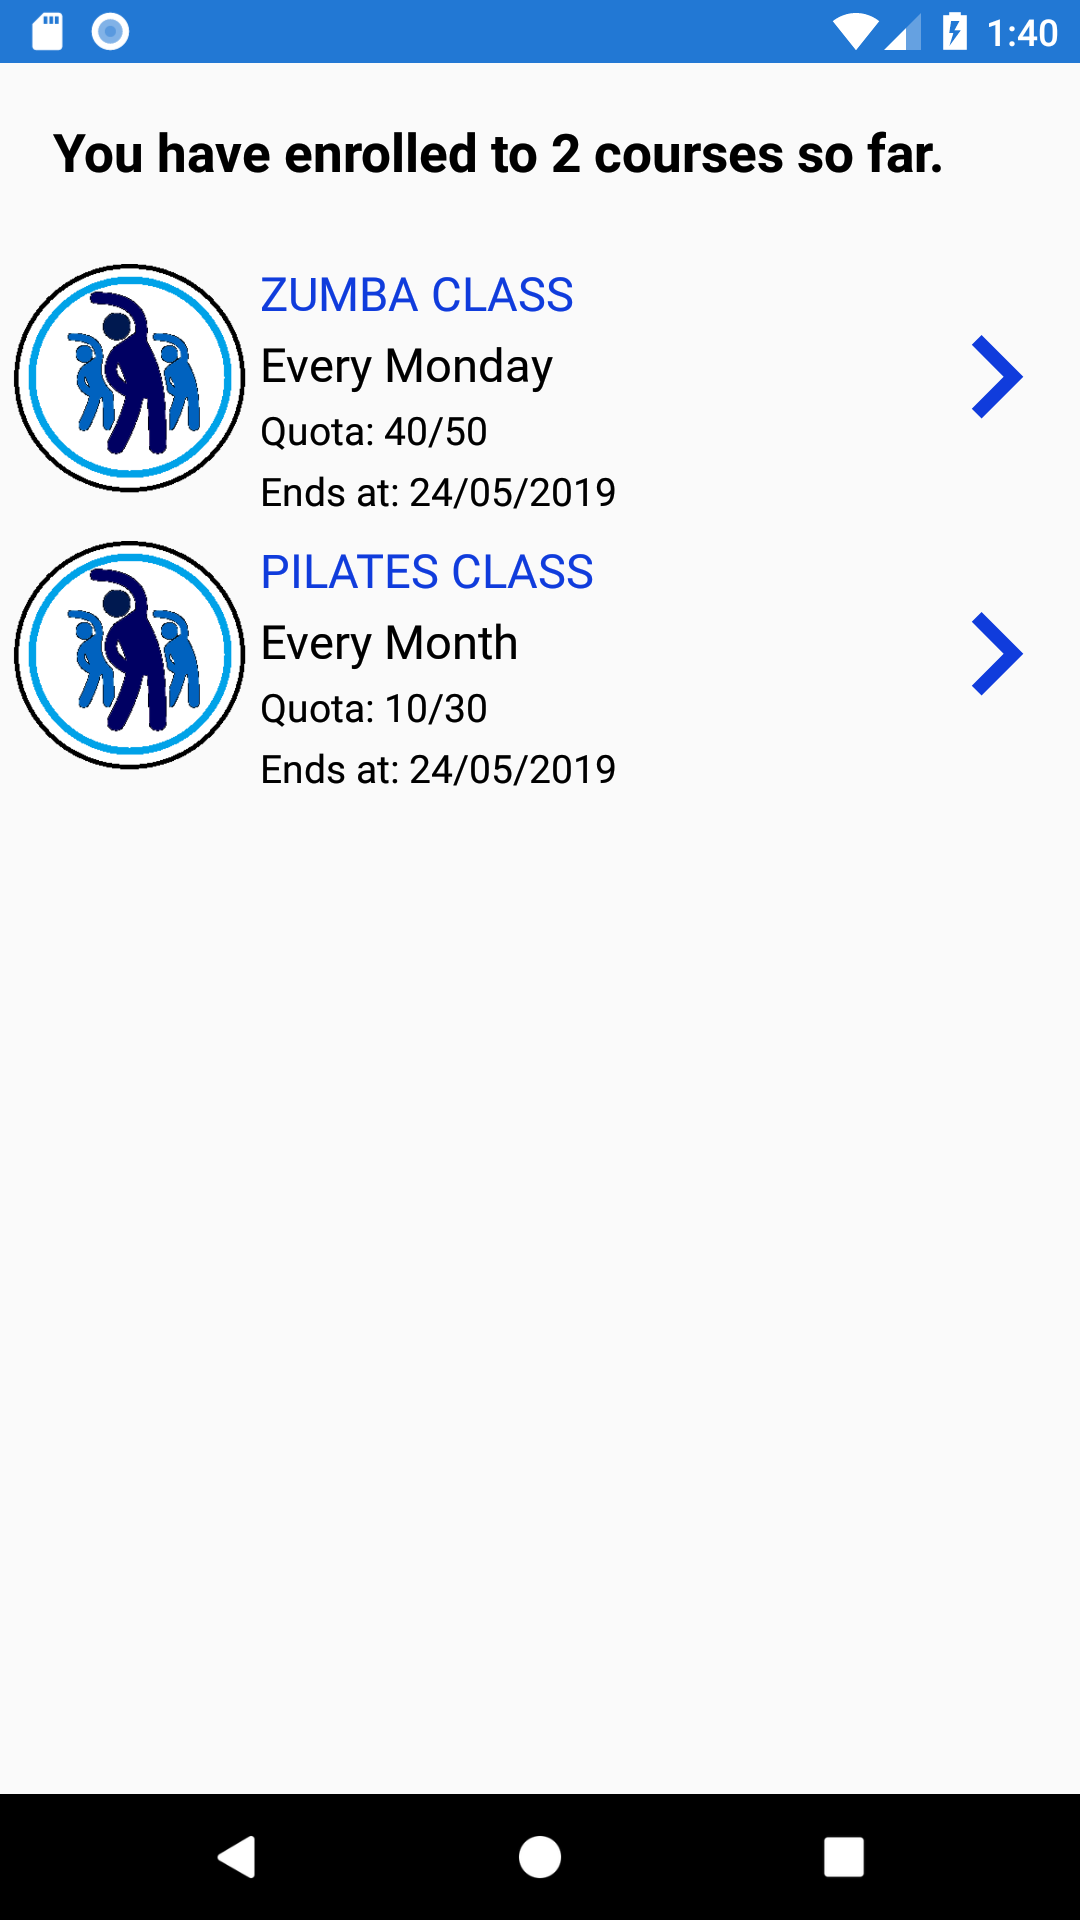 1:40
You have enrolled to 2 courses so far.
ZUMBA CLASS
Every Monday
Quota: 40/50
Ends at: 24/05/2019
PILATES CLASS
Every Month
Quota: 10/30
Ends at: 24/05/2019